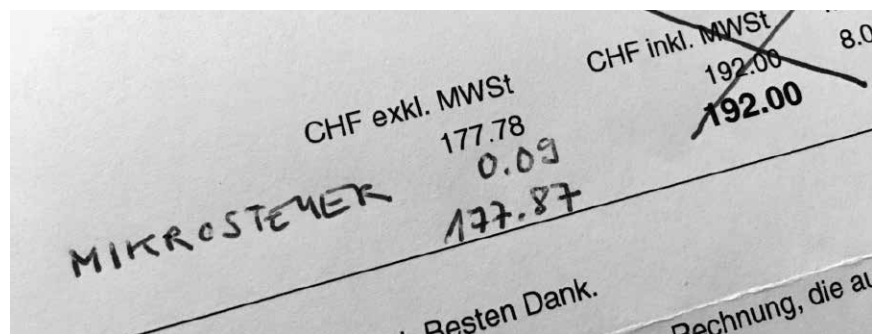 CHF exkl. MWSt CHF inkl. MWSt
177.78 192.00 8.0
MIKROSTEUER 0.09 192.00
177.87
Besten Dank.
Rechnung, die